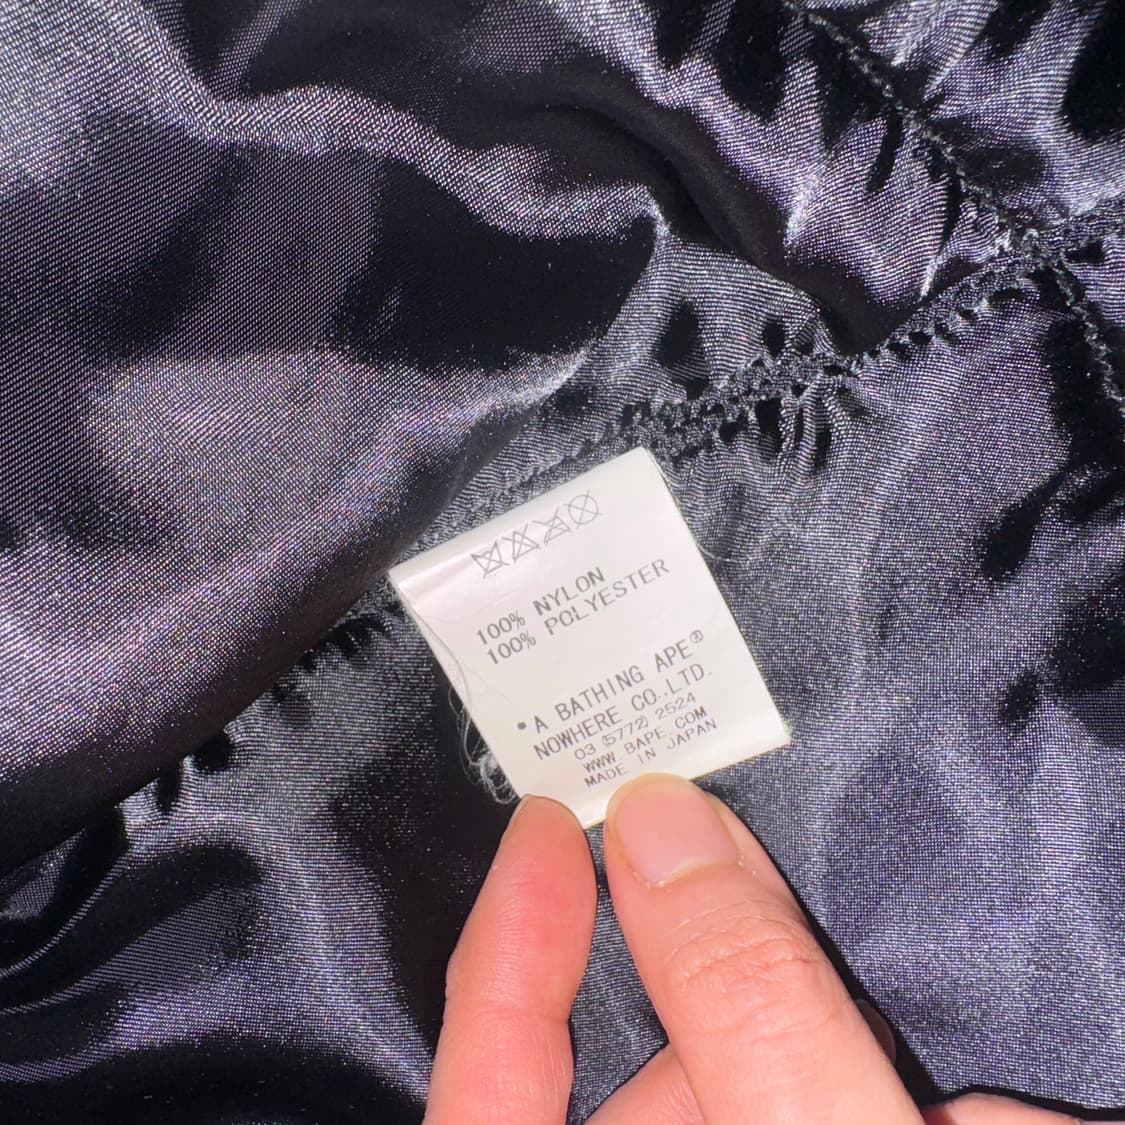 100% NYLON
100% POLYESTER
*A BATHING APE®
NOWHERE CO.,LTD.
03 (5772) 2524
WWW.BAPE.COM
MADE IN JAPAN